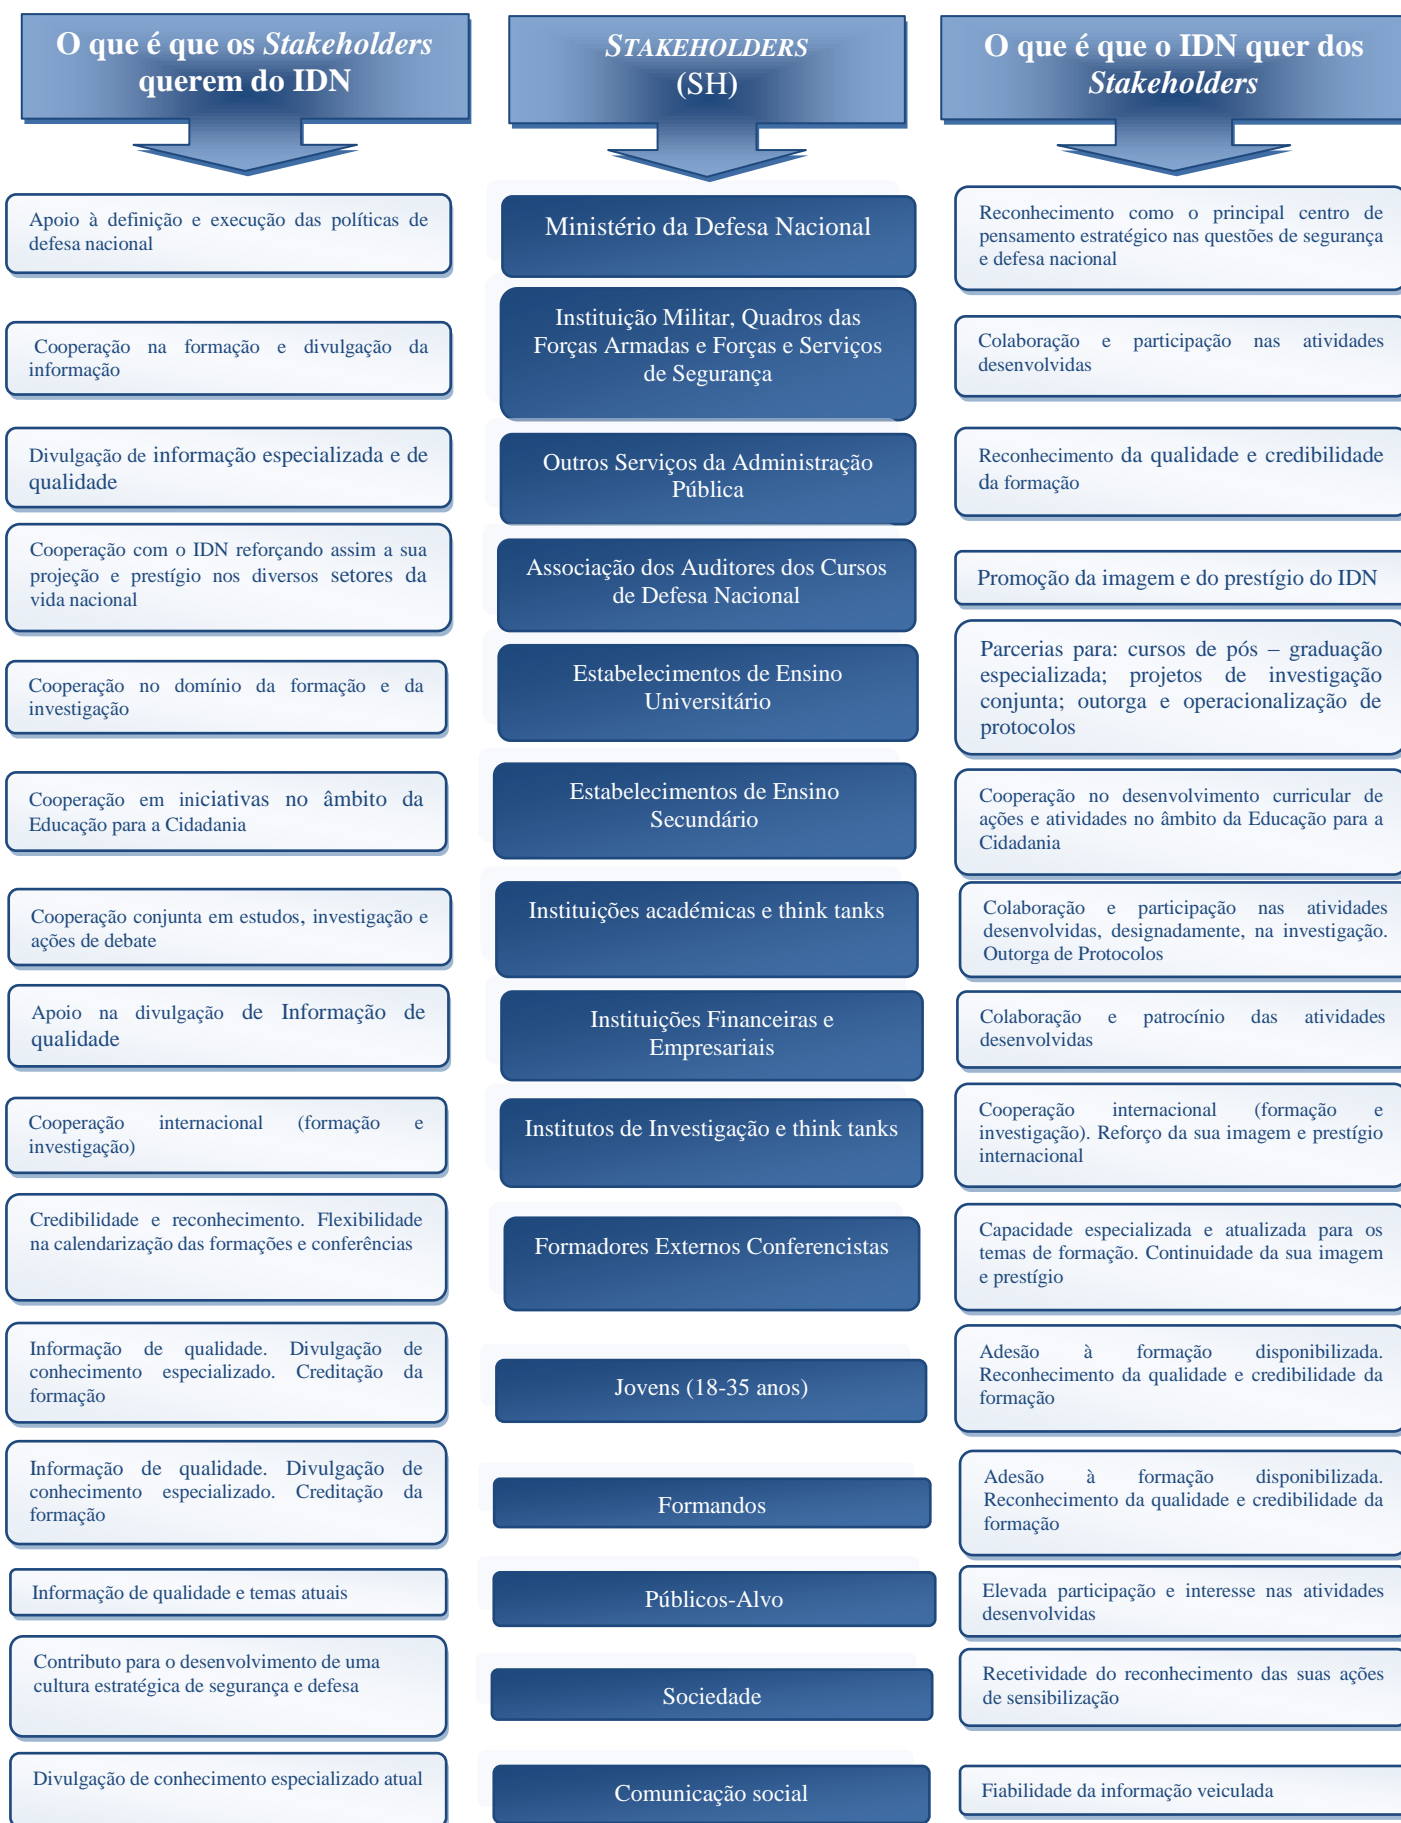 O que é que os Stakeholders
querem do IDN
STAKEHOLDERS
(SH)
O que é que o IDN quer dos
Stakeholders
Apoio à definição e execução das políticas de
defesa nacional
Ministério da Defesa Nacional
Reconhecimento como o principal centro de
pensamento estratégico nas questões de segurança
e defesa nacional
Cooperação na formação e divulgação da
informação
Instituição Militar, Quadros das
Forças Armadas e Forças e Serviços
de Segurança
Colaboração e participação nas atividades
desenvolvidas
Divulgação de informação especializada e de
qualidade
Outros Serviços da Administração
Pública
Reconhecimento da qualidade e credibilidade
da formação
Cooperação com o IDN reforçando assim a sua
projeção e prestígio nos diversos setores da
vida nacional
Associação dos Auditores dos Cursos
de Defesa Nacional
Promoção da imagem e do prestígio do IDN
Cooperação no domínio da formação e da
investigação
Estabelecimentos de Ensino
Universitário
Parcerias para: cursos de pós – graduação
especializada; projetos de investigação
conjunta; outorga e operacionalização de
protocolos
Cooperação em iniciativas no âmbito da
Educação para a Cidadania
Estabelecimentos de Ensino
Secundário
Cooperação no desenvolvimento curricular de
ações e atividades no âmbito da Educação para a
Cidadania
Cooperação conjunta em estudos, investigação e
ações de debate
Instituições académicas e think tanks
Colaboração e participação nas atividades
desenvolvidas, designadamente, na investigação.
Outorga de Protocolos
Apoio na divulgação de Informação de
qualidade
Instituições Financeiras e
Empresariais
Colaboração e patrocínio das atividades
desenvolvidas
Cooperação internacional (formação e
investigação)
Institutos de Investigação e think tanks
Cooperação internacional (formação e
investigação). Reforço da sua imagem e prestígio
internacional
Credibilidade e reconhecimento. Flexibilidade
na calendarização das formações e conferências
Formadores Externos Conferencistas
Capacidade especializada e atualizada para os
temas de formação. Continuidade da sua imagem
e prestígio
Informação de qualidade. Divulgação de
conhecimento especializado. Creditação da
formação
Jovens (18-35 anos)
Adesão à formação disponibilizada.
Reconhecimento da qualidade e credibilidade da
formação
Informação de qualidade. Divulgação de
conhecimento especializado. Creditação da
formação
Formandos
Adesão à formação disponibilizada.
Reconhecimento da qualidade e credibilidade da
formação
Informação de qualidade e temas atuais
Públicos-Alvo
Elevada participação e interesse nas atividades
desenvolvidas
Contributo para o desenvolvimento de uma
cultura estratégica de segurança e defesa
Sociedade
Recetividade do reconhecimento das suas ações
de sensibilização
Divulgação de conhecimento especializado atual
Comunicação social
Fiabilidade da informação veiculada